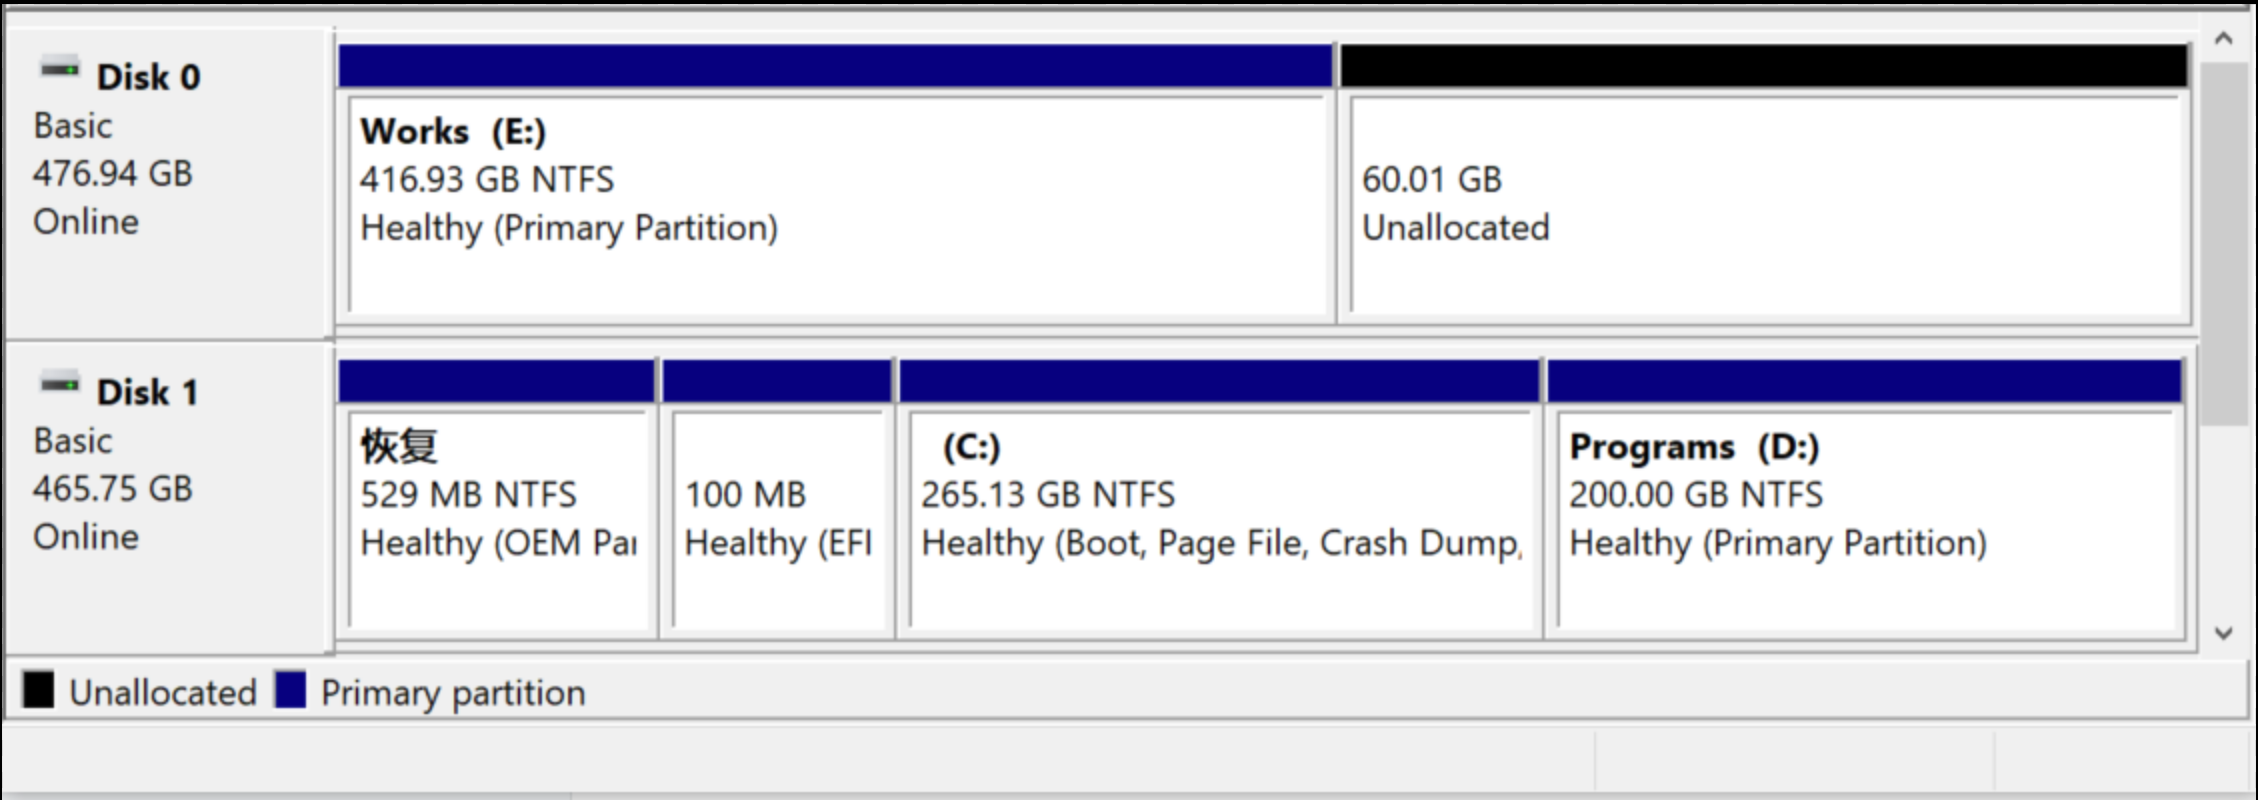 Disk 0
Basic
476.94 GB
Online
Works (E:)
416.93 GB NTFS
Healthy (Primary Partition)
60.01 GB
Unallocated
Disk 1
Basic
465.75 GB
Online
恢复
529 MB NTFS
Healthy (OEM Par
100 MB
Healthy (EFI
(C:)
265.13 GB NTFS
Healthy (Boot, Page File, Crash Dump,
Programs (D:)
200.00 GB NTFS
Healthy (Primary Partition)
Unallocated Primary partition